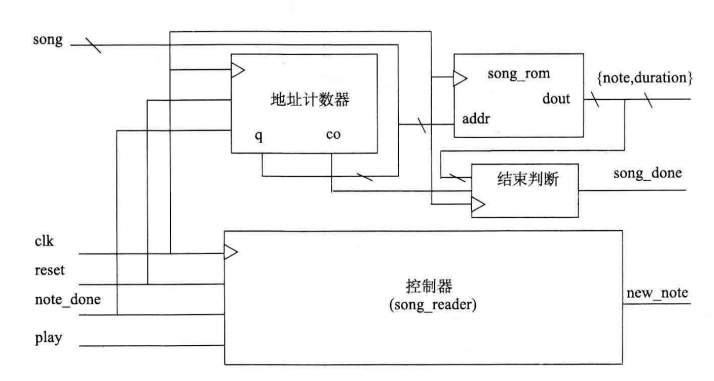 song
地址计数器
q
co
song_rom
dout
addr
{note,duration}
结束判断
song_done
clk
reset
note_done
play
控制器
(song_reader)
new_note